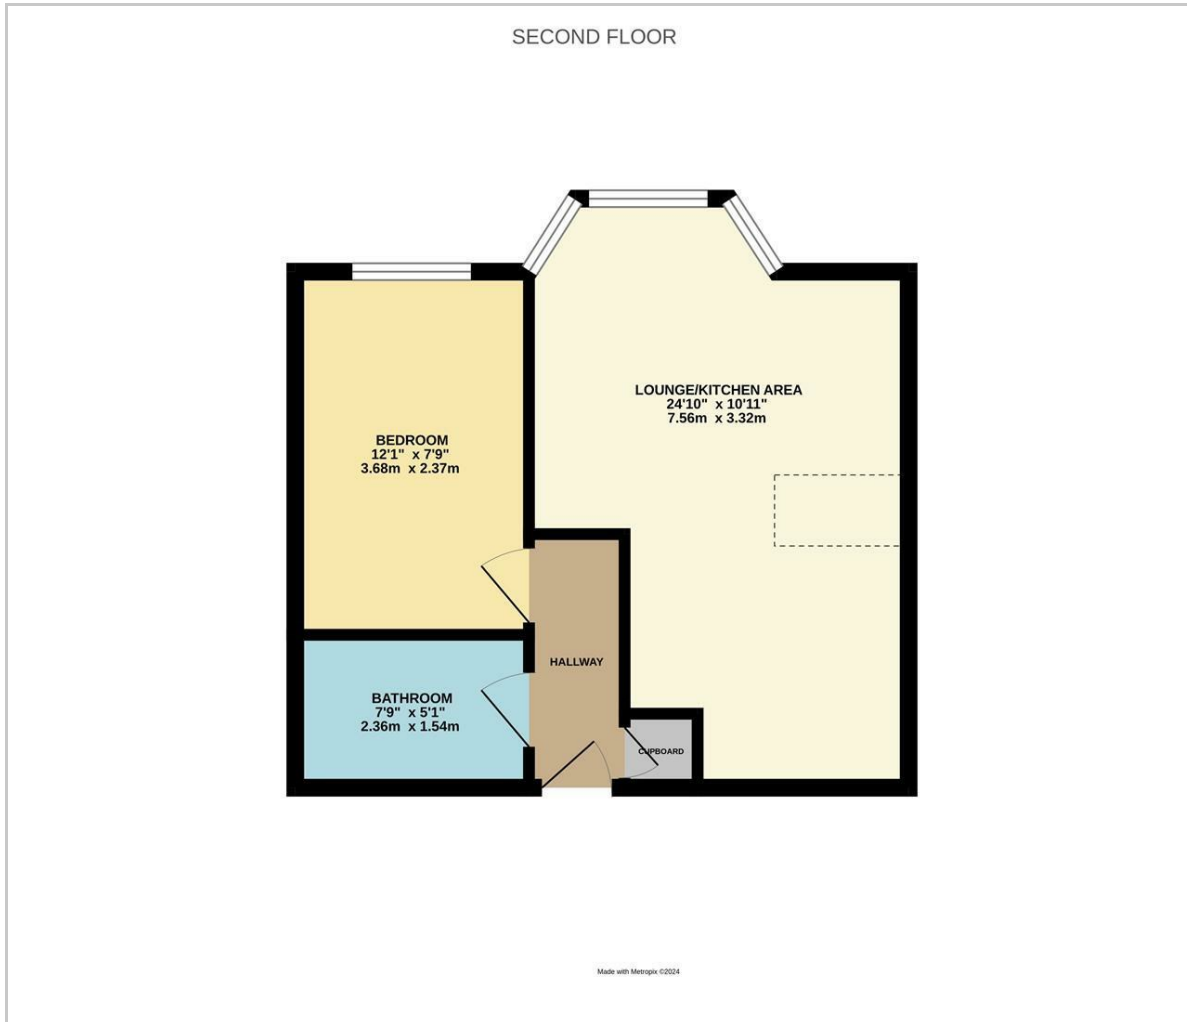 SECOND FLOOR
LOUNGE/KITCHEN AREA
24'10" x 10'11"
7.56m x 3.32m
BEDROOM
12'1" x 7'9"
3.68m x 2.37m
HALLWAY
BATHROOM
7'9" x 5'1"
2.36m x 1.54m
CUPBOARD
Made with Metropix ©2024